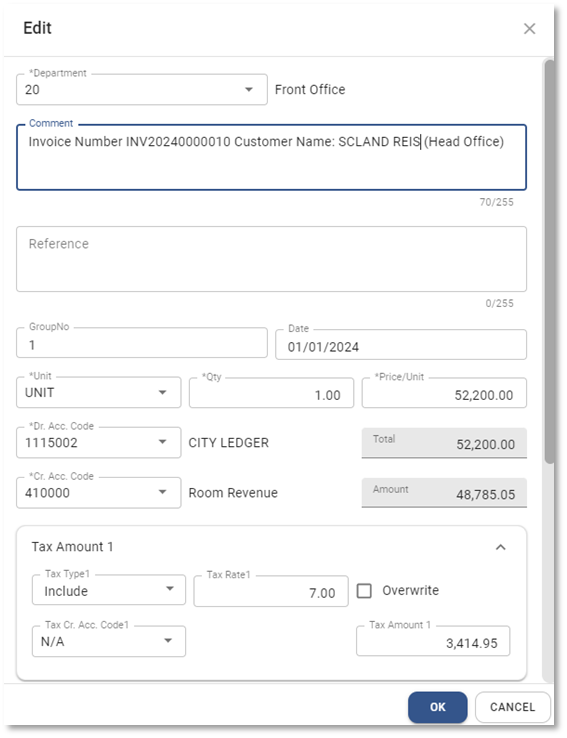 Edit
*Department
20 Front Office
Comment
Invoice Number INV20240000010 Customer Name: SCLAND REIS (Head Office)
70/255
Reference
0/255
GroupNo Date
1 01/01/2024
*Unit *Qty *Price/Unit
UNIT 1.00 52,200.00
*Dr. Acc. Code
1115002 CITY LEDGER Total 52,200.00
*Cr. Acc. Code
410000 Room Revenue Amount 48,785.05
Tax Amount 1
Tax Type1 Tax Rate1
Include 7.00 Overwrite
Tax Cr. Acc. Code1 Tax Amount 1
N/A 3,414.95
OK CANCEL